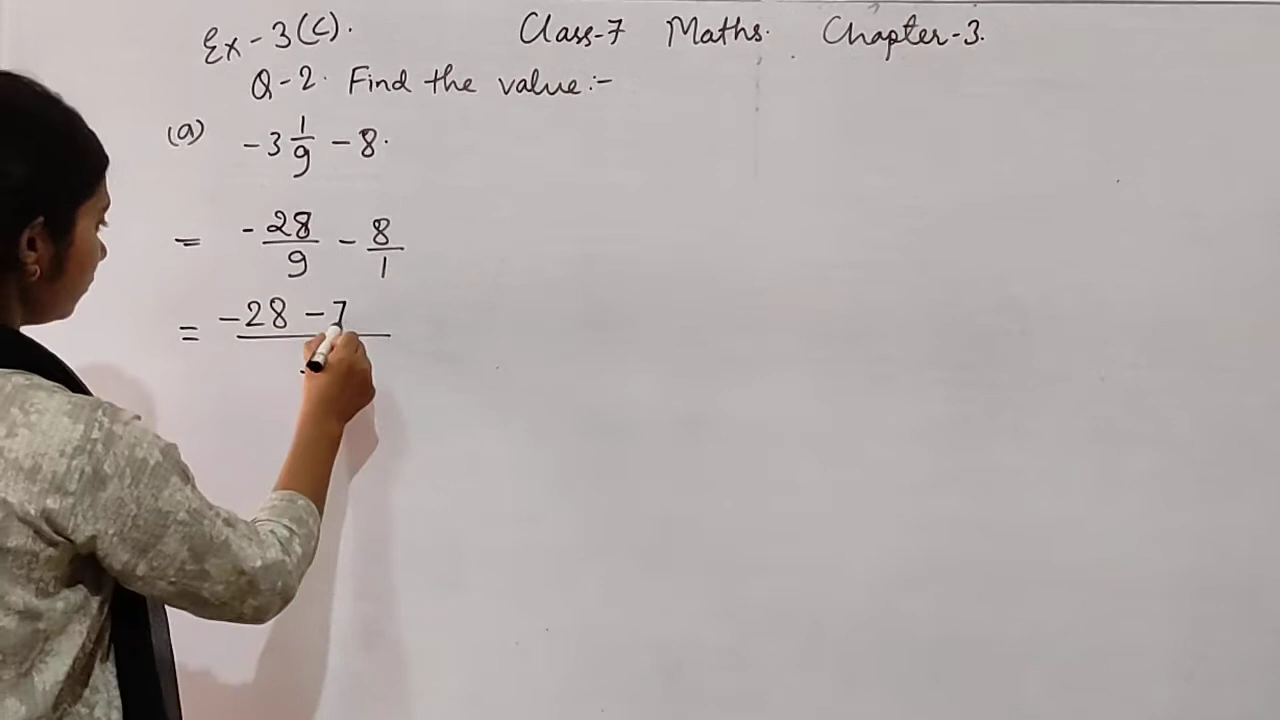 Ex-3(C). Class-7 Maths. Chapter-3.
Q-2. Find the value:-
(a) -3 1/9 - 8.
= -28/9 - 8/1
= -28 -7